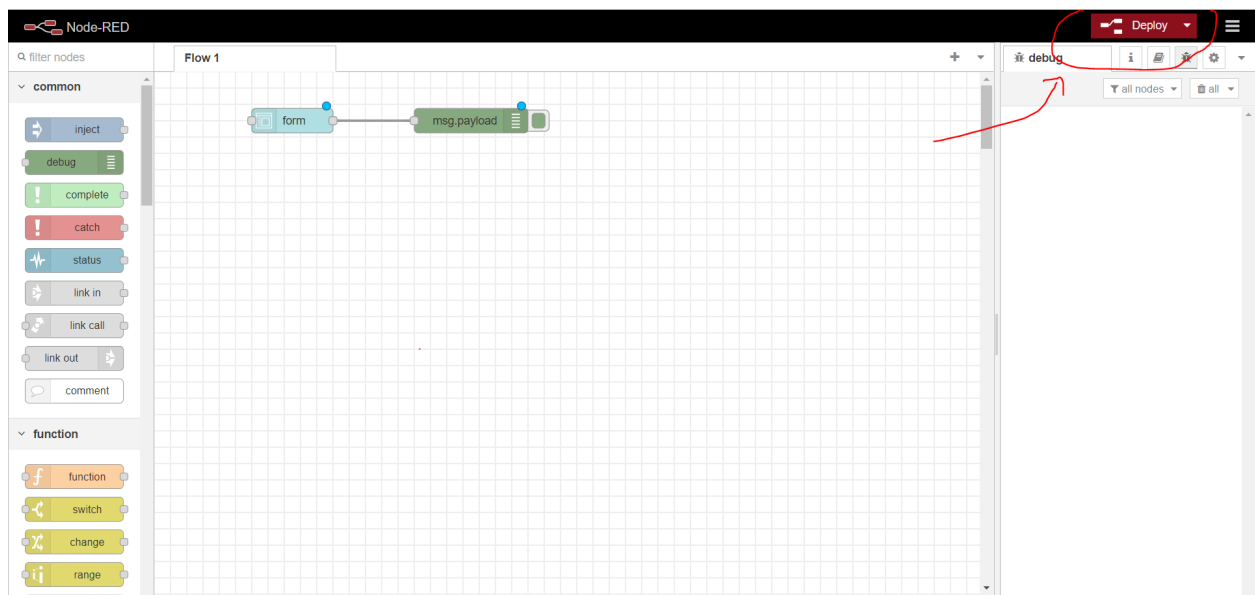 Node-RED
Deploy
filter nodes
Flow 1
debug
i
all nodes
all
common
inject
debug
complete
catch
status
link in
link call
link out
comment
function
function
switch
change
range
form
msg.payload